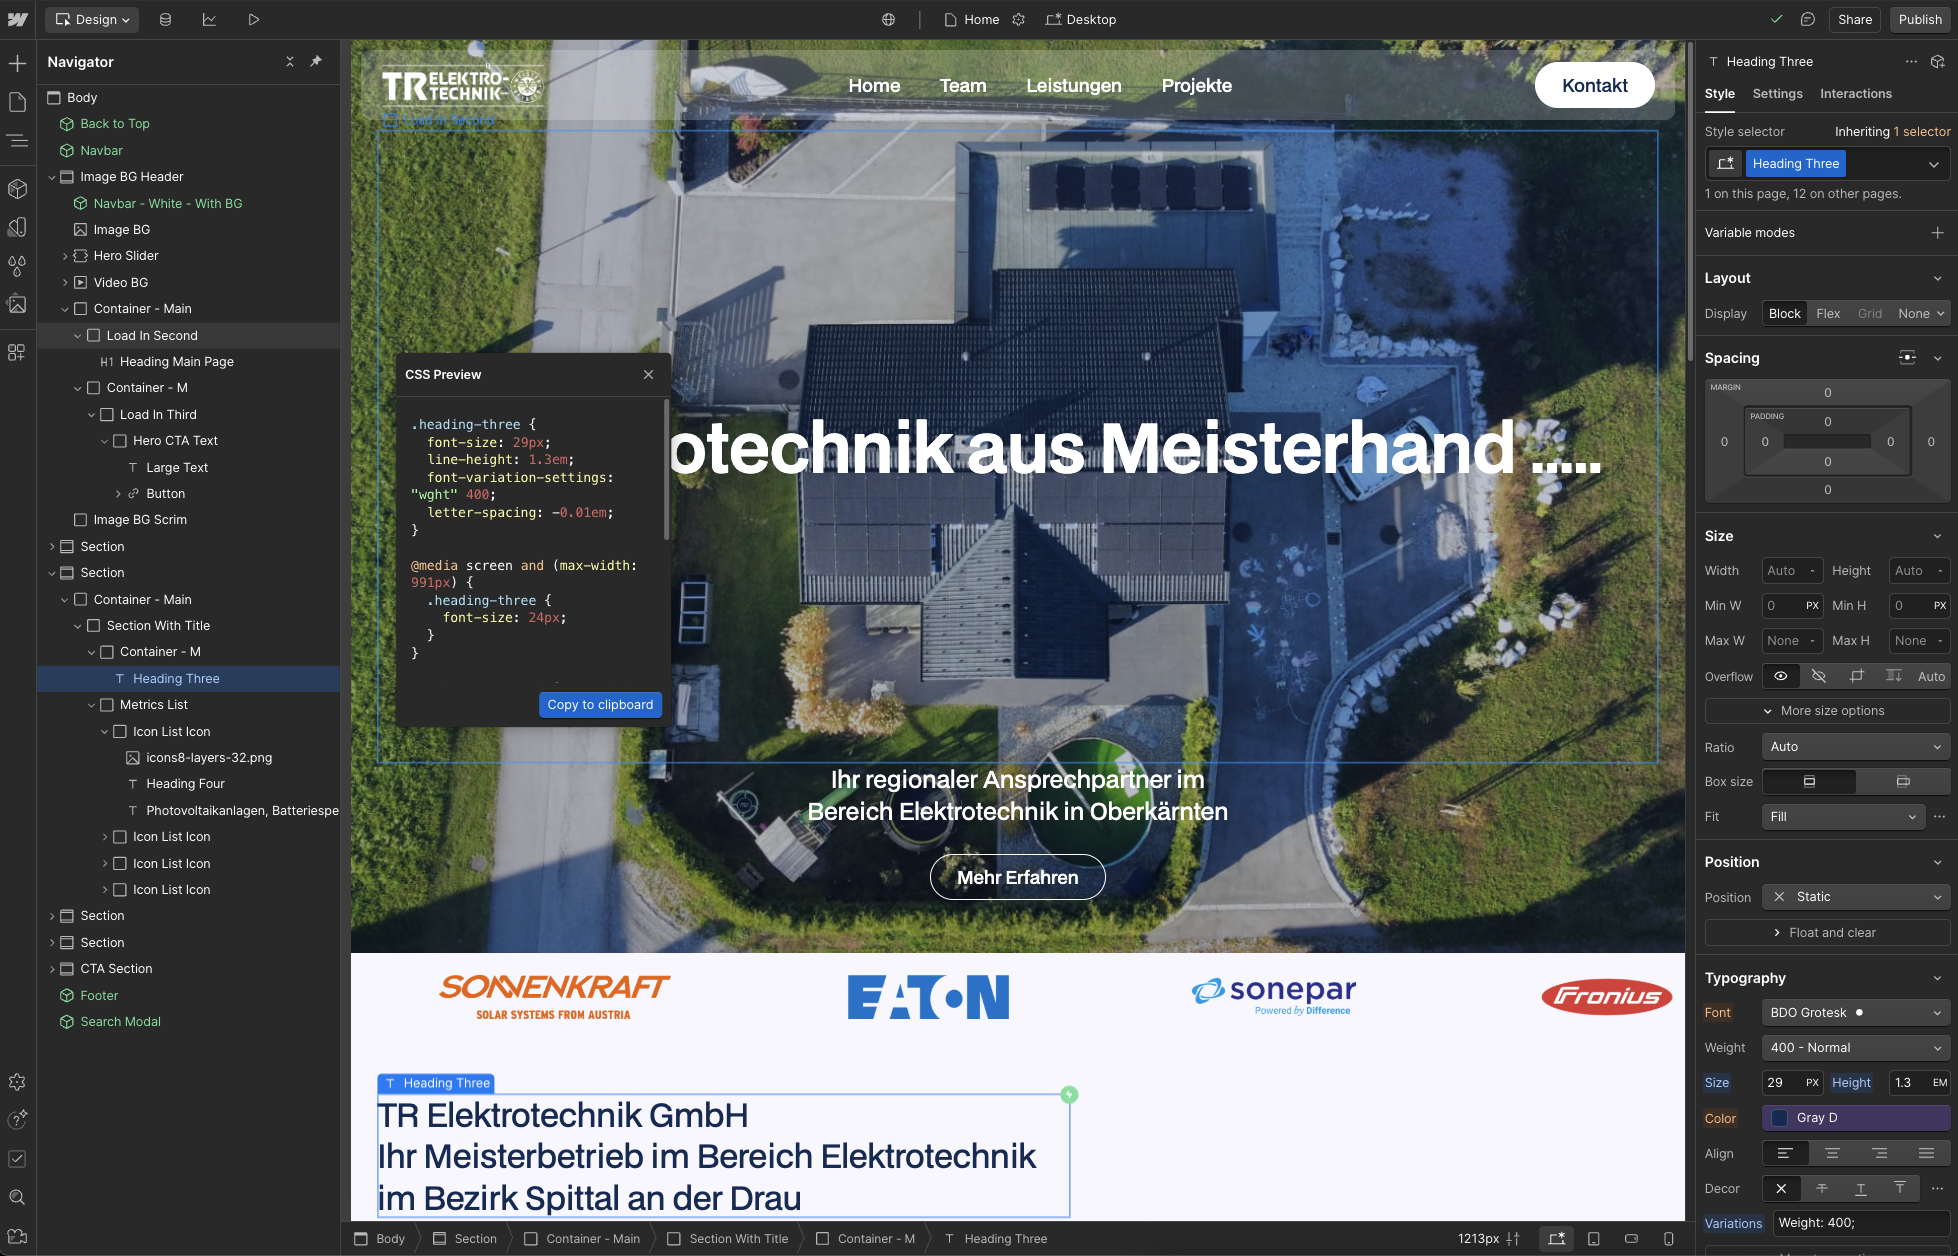 Design
Home
Desktop
Share
Publish
Navigator
Body
Back to Top
Navbar
Image BG Header
Navbar - White - With BG
Image BG
Hero Slider
Video BG
Container - Main
Load In Second
H1 Heading Main Page
Container - M
Load In Third
Hero CTA Text
Large Text
Button
Image BG Scrim
Section
Section
Container - Main
Section With Title
Container - M
Heading Three
Metrics List
Icon List Icon
icons8-layers-32.png
Heading Four
Photovoltaikanlagen, Batteriespe
Icon List Icon
Icon List Icon
Icon List Icon
Section
Section
CTA Section
Footer
Search Modal
TR ELEKTRO-
TECHNIK
Home
Team
Leistungen
Projekte
Kontakt
Load In Second
CSS Preview
.heading-three {
font-size: 29px;
line-height: 1.3em;
font-variation-settings:
"wght" 400;
letter-spacing: -0.01em;
}
@media screen and (max-width:
991px) {
.heading-three {
font-size: 24px;
}
}
Copy to clipboard
otechnik aus Meisterhand .....
Ihr regionaler Ansprechpartner im
Bereich Elektrotechnik in Oberkärnten
Mehr Erfahren
SONNENKRAFT
SOLAR SYSTEMS FROM AUSTRIA
EATON
sonepar
Powered by Difference
Fronius
Heading Three
TR Elektrotechnik GmbH
Ihr Meisterbetrieb im Bereich Elektrotechnik
im Bezirk Spittal an der Drau
Body
Section
Container - Main
Section With Title
Container - M
Heading Three
1213px
Heading Three
Style
Settings
Interactions
Style selector
Inheriting 1 selector
Heading Three
1 on this page, 12 on other pages.
Variable modes
Layout
Display
Block
Flex
Grid
None
Spacing
MARGIN
0
PADDING
0
0
0
0
0
0
0
Size
Width Auto - Height Auto -
Min W 0 PX Min H 0 PX
Max W None - Max H None -
Overflow Auto
More size options
Ratio Auto
Box size
Fit Fill
Position
Position Static
Float and clear
Typography
Font BDO Grotesk
Weight 400 - Normal
Size 29 PX Height 1.3 EM
Color Gray D
Align
Decor
Variations Weight: 400;